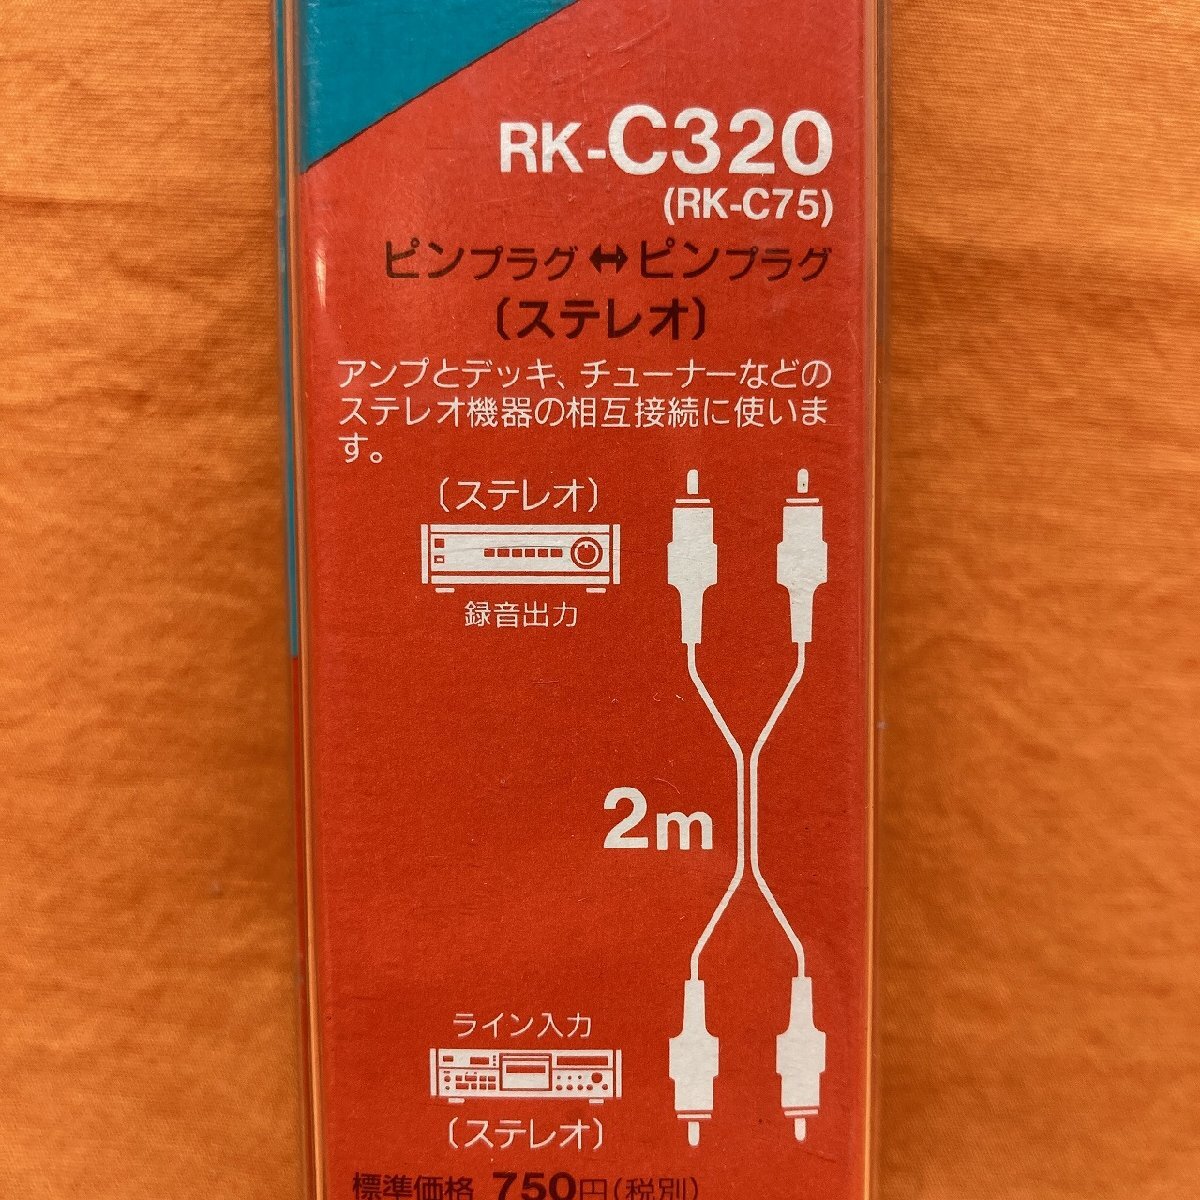 RK-C320
(RK-C75)
ピンプラグ⇔ピンプラグ
〔ステレオ〕
アンプとデッキ、チューナーなどの
ステレオ機器の相互接続に使いま
す。
〔ステレオ〕
録音出力
2m
ライン入力
〔ステレオ〕
標準価格 750円(税別)